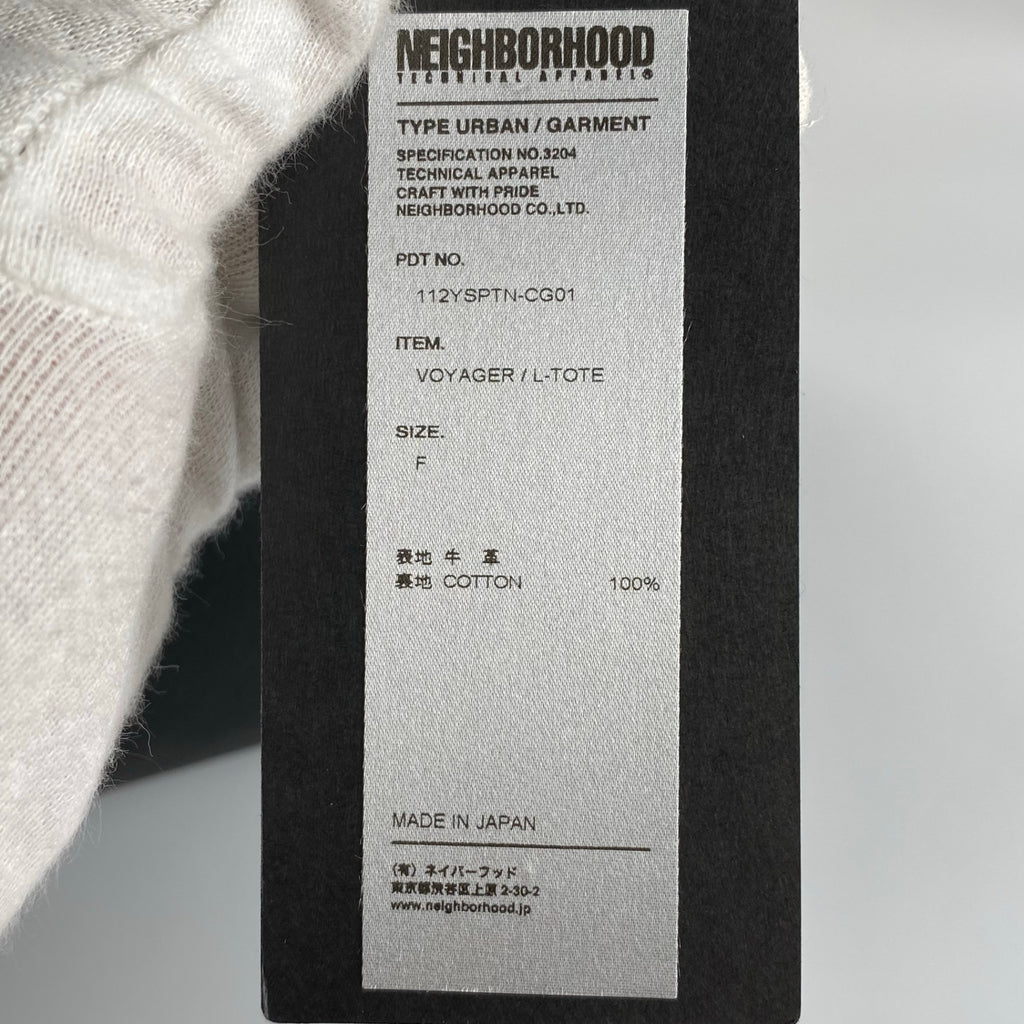 NEIGHBORHOOD
TECHNICAL APPAREL®
TYPE URBAN / GARMENT
SPECIFICATION NO.3204
TECHNICAL APPAREL
CRAFT WITH PRIDE
NEIGHBORHOOD CO.,LTD.
PDT NO.
112YSPTN-CG01
ITEM.
VOYAGER / L-TOTE
SIZE.
F
表地 牛 革
裏地 COTTON 100%
MADE IN JAPAN
(有) ネイバーフッド
東京都渋谷区上原 2-30-2
www.neighborhood.jp